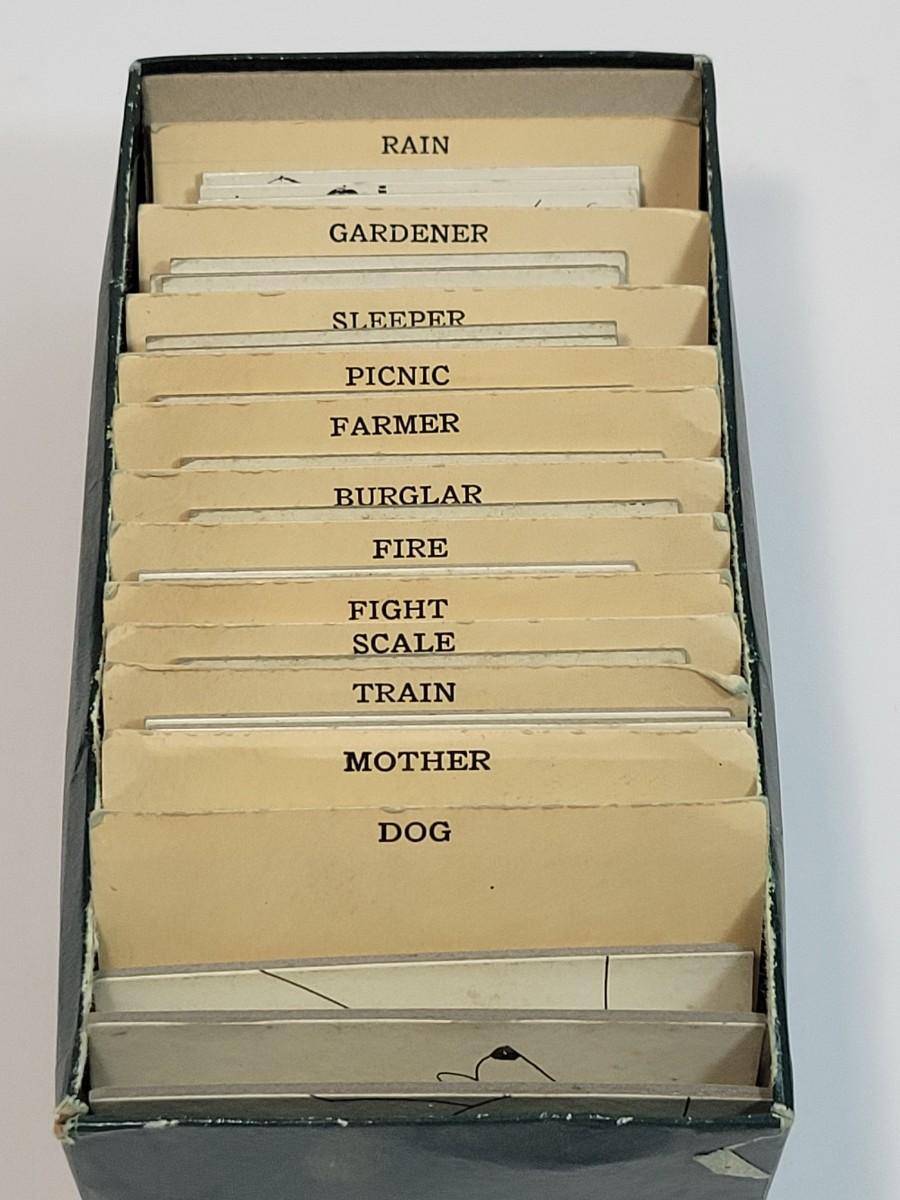 RAIN
GARDENER
SLEEPER
PICNIC
FARMER
BURGLAR
FIRE
FIGHT
SCALE
TRAIN
MOTHER
DOG